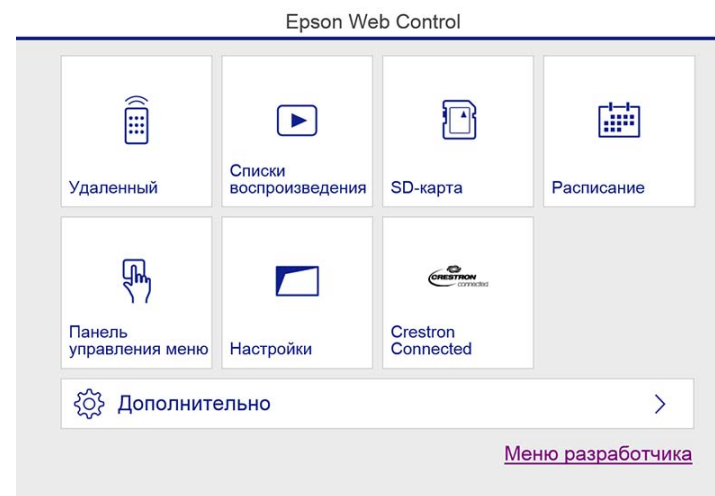 Epson Web Control
Удаленный
Списки
воспроизведения
SD-карта
Расписание
Панель
управления меню
Настройки
CRESTRON
connected
Crestron
Connected
Дополнительно
Меню разработчика